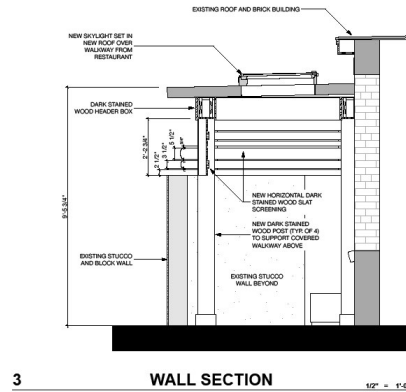 EXISTING ROOF AND BRICK BUILDING
NEW SKYLIGHT SET IN
NEW ROOF OVER
WALKWAY FROM
RESTAURANT
DARK STAINED
WOOD HEADER BOX
2'-2 3/4"
2 1/2"
3 1/2"
5 1/2"
9'-5 3/4"
NEW HORIZONTAL DARK
STAINED WOOD SLAT
SCREENING
NEW DARK STAINED
WOOD POST (TYP. OF 4)
TO SUPPORT COVERED
WALKWAY ABOVE
EXISTING STUCCO
AND BLOCK WALL
EXISTING STUCCO
WALL BEYOND
3 WALL SECTION
1/2" = 1'-0